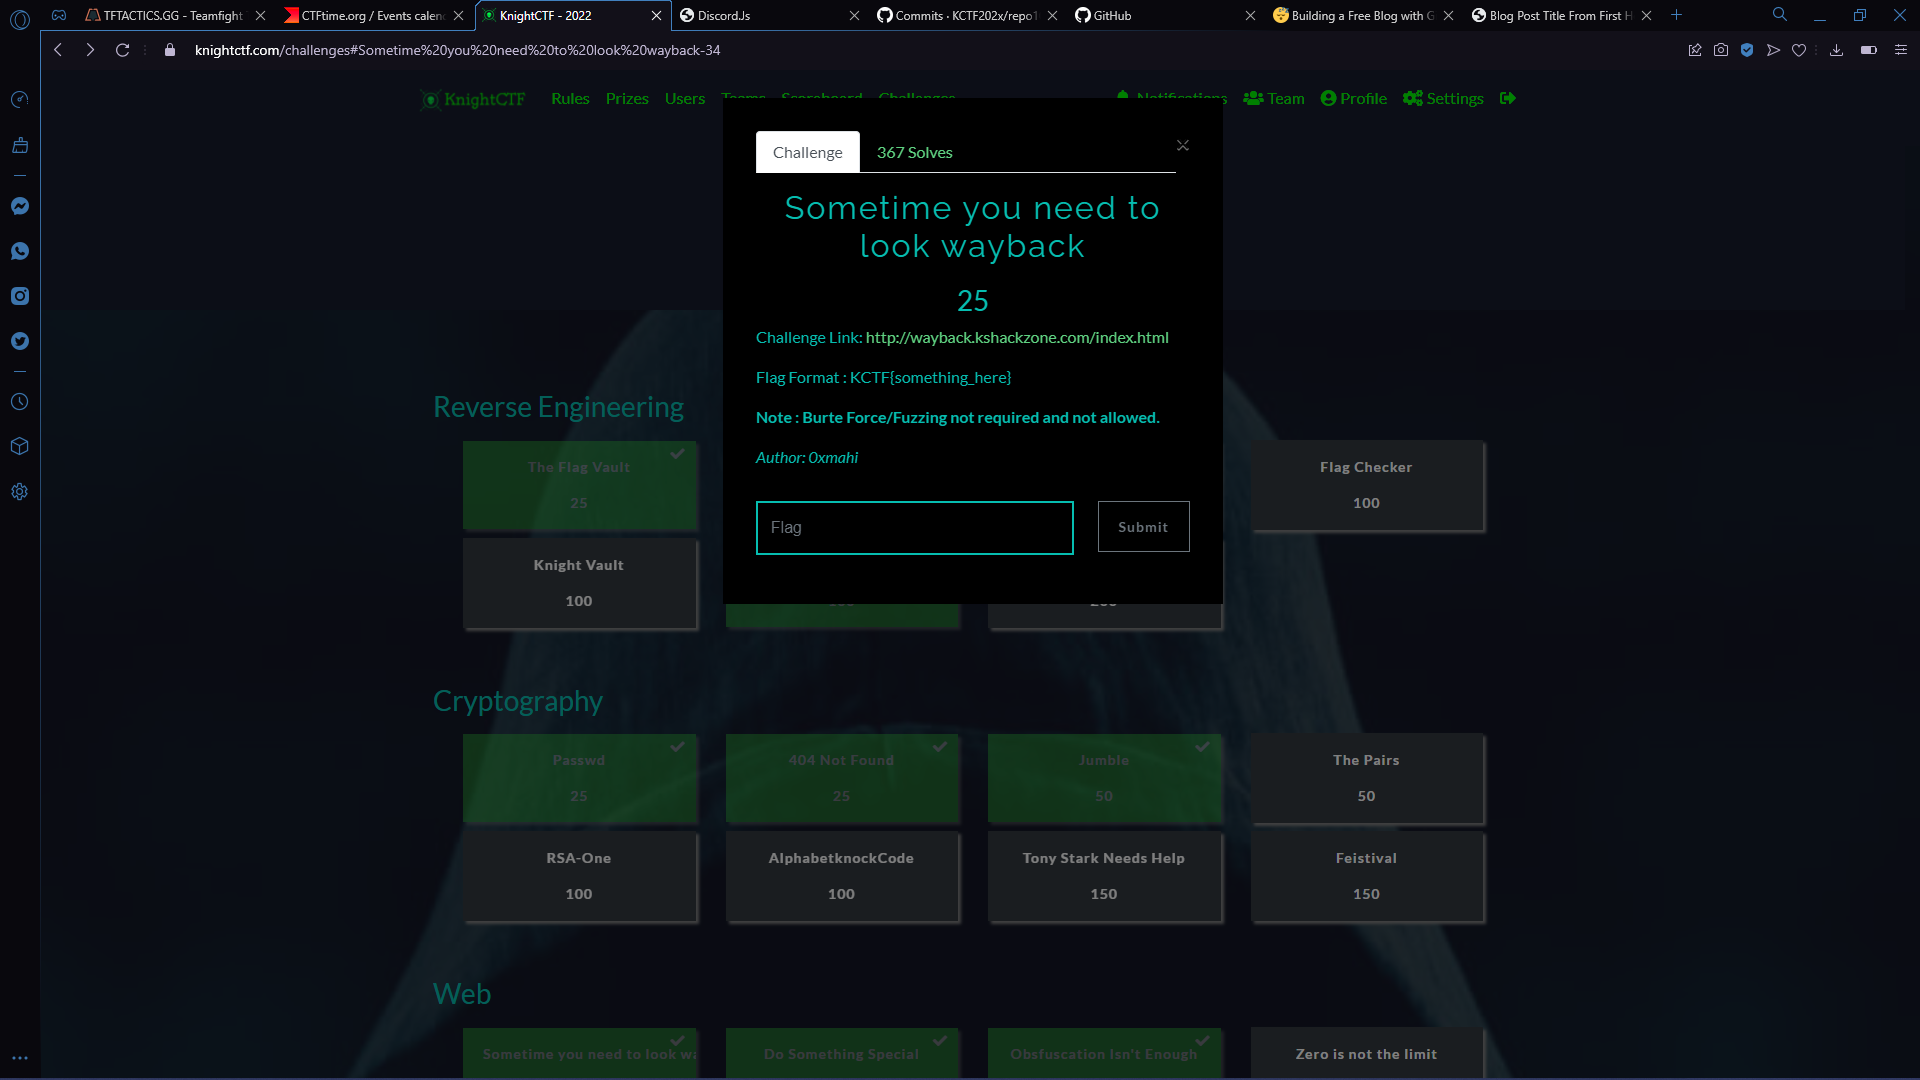 TFTACTICS.GG - Teamfight
CTFtime.org / Events calen
KnightCTF - 2022
DiscordJs
Commits · KCTF202x/repo1
GitHub
Building a Free Blog with G
Blog Post Title From First H
knightctf.com/challenges#Sometime%20you%20need%20to%20look%20wayback-34
KnightCTF
Rules
Prizes
Users
Teams
Scoreboard
Challenges
Notifications
Team
Profile
Settings
Challenge
367 Solves
Sometime you need to
look wayback
25
Challenge Link: http://wayback.kshackzone.com/index.html
Flag Format : KCTF{something_here}
Note : Burte Force/Fuzzing not required and not allowed.
Author: 0xmahi
Flag
Submit
Reverse Engineering
The Flag Vault
25
Flag Checker
100
Knight Vault
100
200
Cryptography
Passwd
25
404 Not Found
25
Jumble
50
The Pairs
50
RSA-One
100
AlphabetknockCode
100
Tony Stark Needs Help
150
Feistival
150
Web
Sometime you need to look wa
Do Something Special
Obsfuscation Isn't Enough
Zero is not the limit